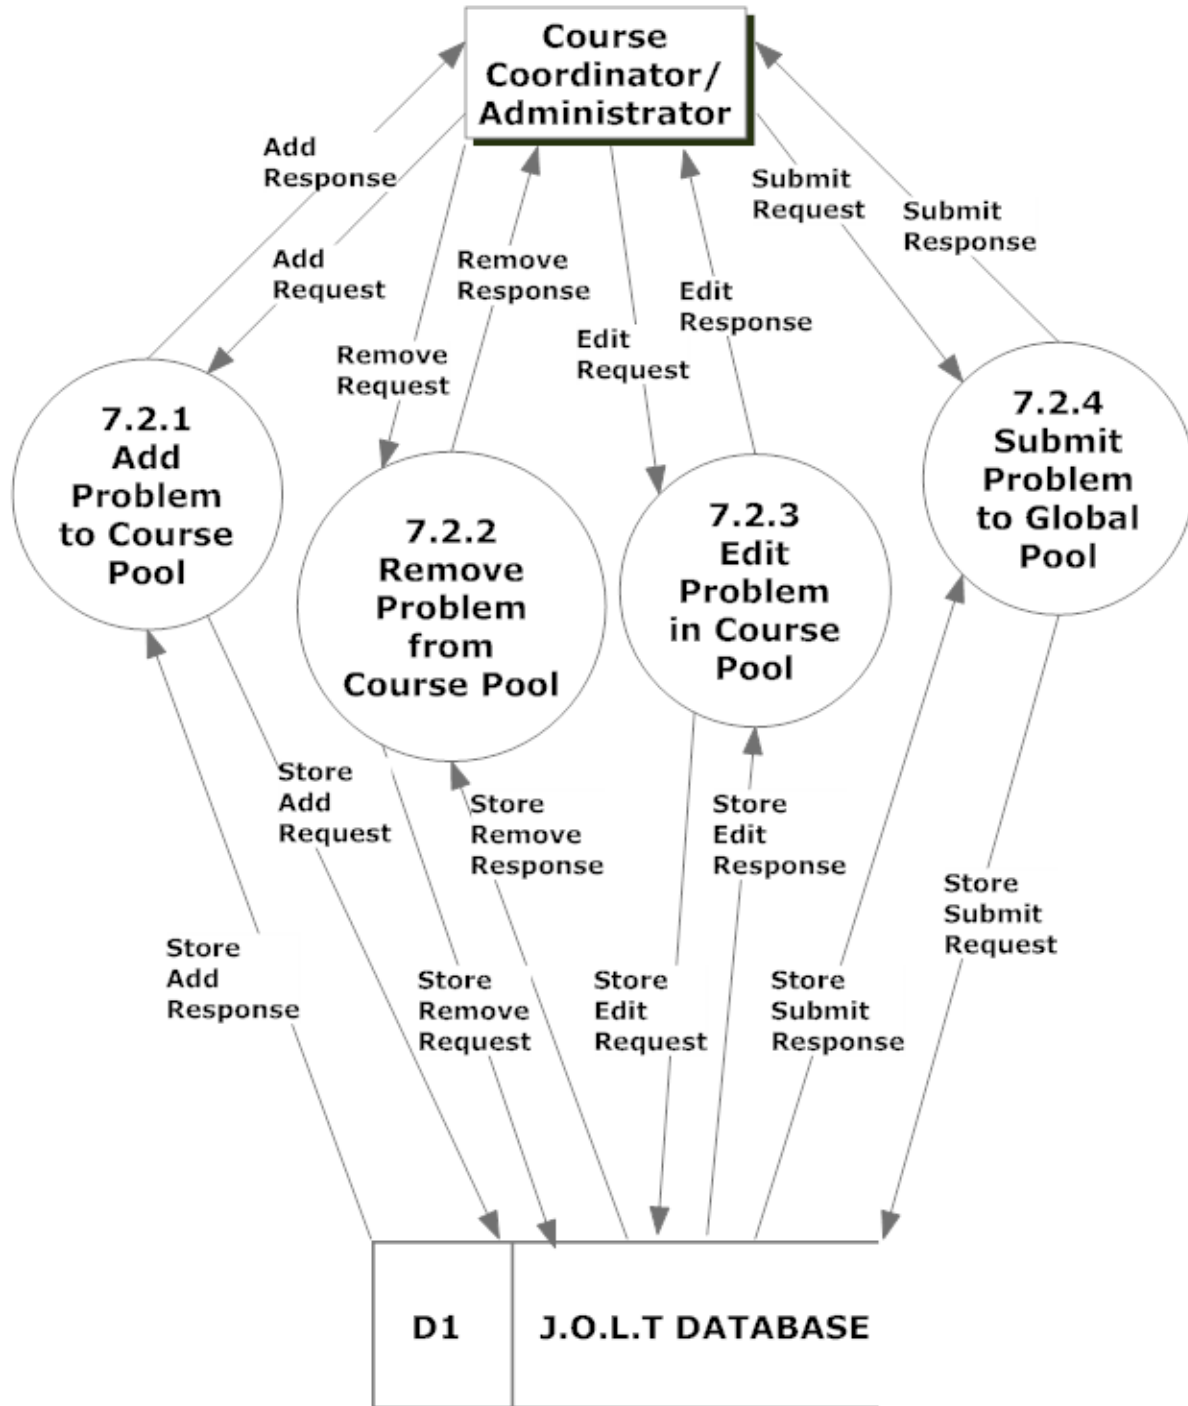 Course
Coordinator/
Administrator
Add
Response
Add
Request
Remove
Request
Remove
Response
Edit
Request
Edit
Response
Submit
Request
Submit
Response
7.2.1
Add
Problem
to Course
Pool
7.2.2
Remove
Problem
from
Course Pool
7.2.3
Edit
Problem
in Course
Pool
7.2.4
Submit
Problem
to Global
Pool
Store
Add
Response
Store
Add
Request
Store
Remove
Request
Store
Remove
Response
Store
Edit
Request
Store
Edit
Response
Store
Submit
Response
Store
Submit
Request
D1
J.O.L.T DATABASE